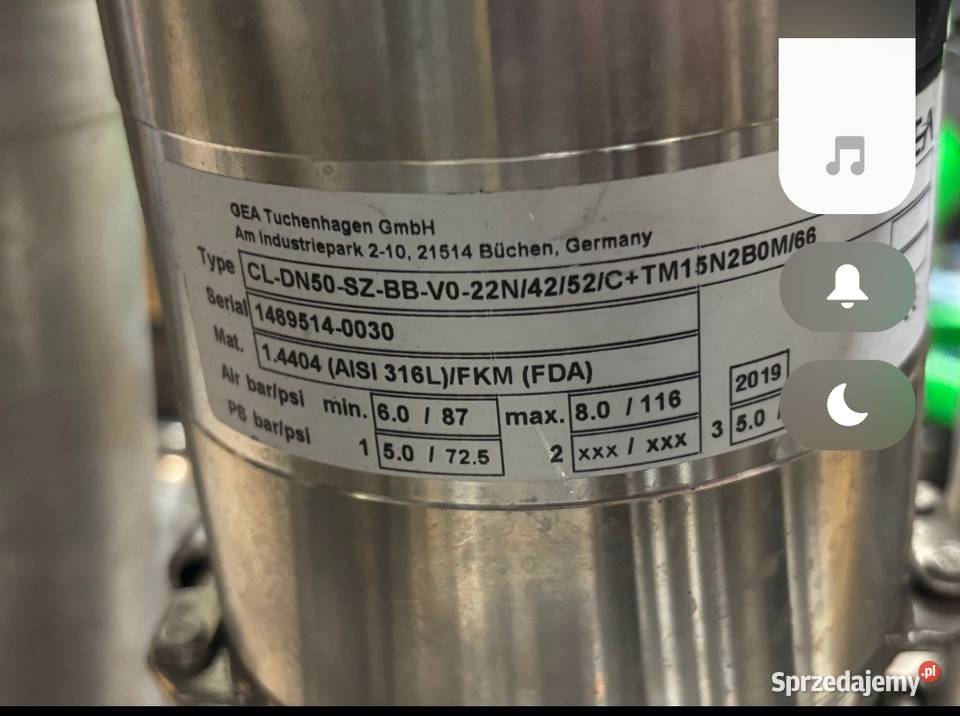 GEA Tuchenhagen GmbH
Am Industriepark 2-10, 21514 Büchen, Germany
Type CL-DN50-SZ-BB-V0-22N/42/52/C+TM15N2B0M/66
Serial 1469514-0030
Mat. 1.4404 (AISI 316L)/FKM (FDA)
Air bar/psi min. 6.0 / 87 max. 8.0 / 116 2019
PS bar/psi 1 5.0 / 72.5 2 xxx / xxx 3 5.0 /
Sprzedajemy.pl